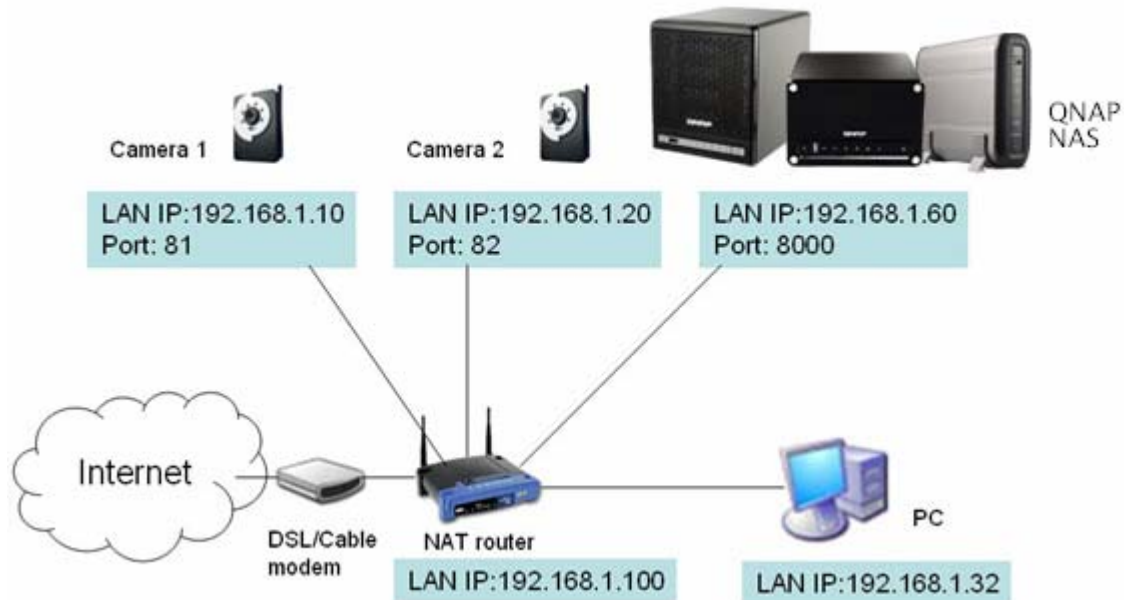 Camera 1
Camera 2
QNAP
NAS
LAN IP:192.168.1.10
Port: 81
LAN IP:192.168.1.20
Port: 82
LAN IP:192.168.1.60
Port: 8000
Internet
DSL/Cable
modem
NAT router
PC
LAN IP:192.168.1.100
LAN IP:192.168.1.32